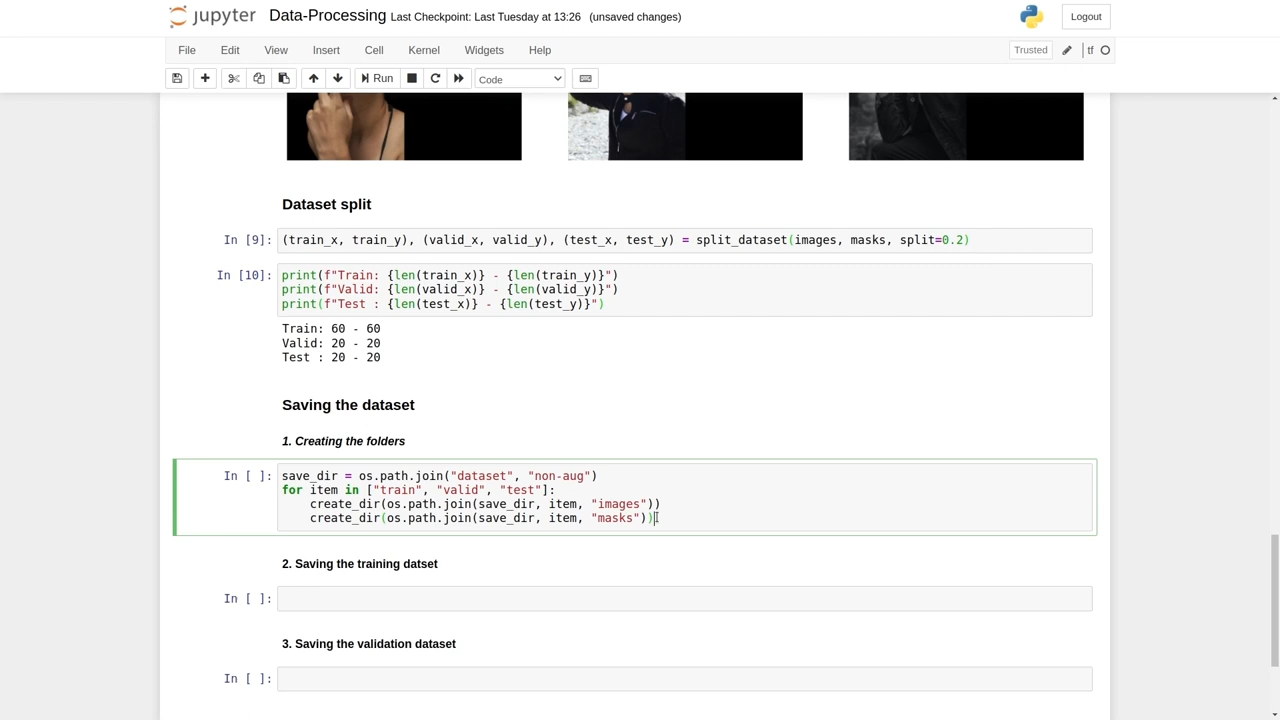 jupyter Data-Processing Last Checkpoint: Last Tuesday at 13:26 (unsaved changes) Logout
File Edit View Insert Cell Kernel Widgets Help Trusted tf
Run Code
Dataset split
In [9]: (train_x, train_y), (valid_x, valid_y), (test_x, test_y) = split_dataset(images, masks, split=0.2)
In [10]: print(f"Train: {len(train_x)} - {len(train_y)}")
print(f"Valid: {len(valid_x)} - {len(valid_y)}")
print(f"Test : {len(test_x)} - {len(test_y)}")
Train: 60 - 60
Valid: 20 - 20
Test : 20 - 20
Saving the dataset
1. Creating the folders
In [ ]: save_dir = os.path.join("dataset", "non-aug")
for item in ["train", "valid", "test"]:
    create_dir(os.path.join(save_dir, item, "images"))
    create_dir(os.path.join(save_dir, item, "masks"))
2. Saving the training datset
In [ ]:
3. Saving the validation dataset
In [ ]: